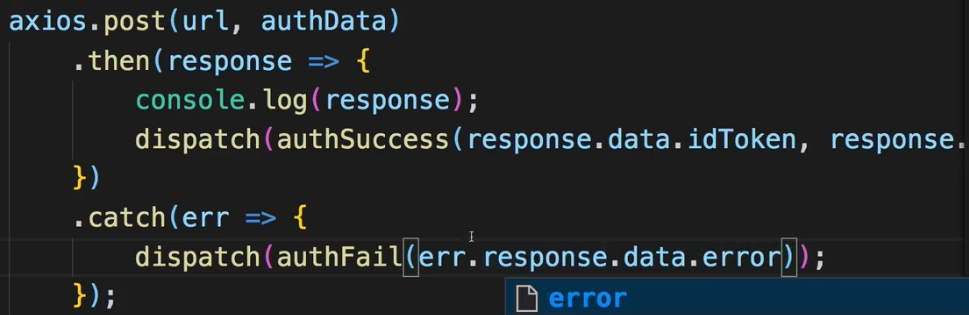 axios.post(url, authData)
.then(response => {
console.log(response);
dispatch(authSuccess(response.data.idToken, response.
})
.catch(err => {
dispatch(authFail(err.response.data.error));
});
error